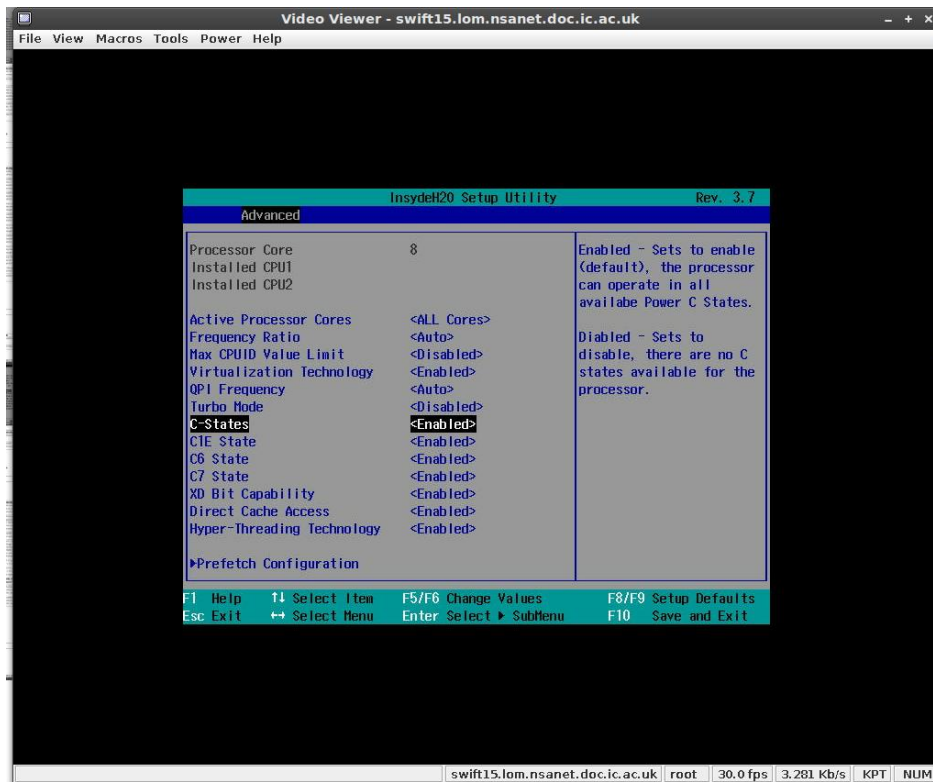 Video Viewer - swift15.lom.nsanet.doc.ic.ac.uk
File View Macros Tools Power Help
InsydeH20 Setup Utility Rev. 3.7
Advanced
Processor Core 8
Installed CPU1
Installed CPU2
Active Processor Cores <ALL Cores>
Frequency Ratio <Auto>
Max CPUID Value Limit <Disabled>
Virtualization Technology <Enabled>
QPI Frequency <Auto>
Turbo Mode <Disabled>
C-States <Enabled>
C1E State <Enabled>
C6 State <Enabled>
C7 State <Enabled>
XD Bit Capability <Enabled>
Direct Cache Access <Enabled>
Hyper-Threading Technology <Enabled>
▶Prefetch Configuration
Enabled - Sets to enable
(default), the processor
can operate in all
availabe Power C States.
Diabled - Sets to
disable, there are no C
states available for the
processor.
F1 Help ↑↓ Select Item F5/F6 Change Values F8/F9 Setup Defaults
Esc Exit ↔ Select Menu Enter Select ▶ SubMenu F10 Save and Exit
swift15.lom.nsanet.doc.ic.ac.uk root 30.0 fps 3.281 Kb/s KPT NUM